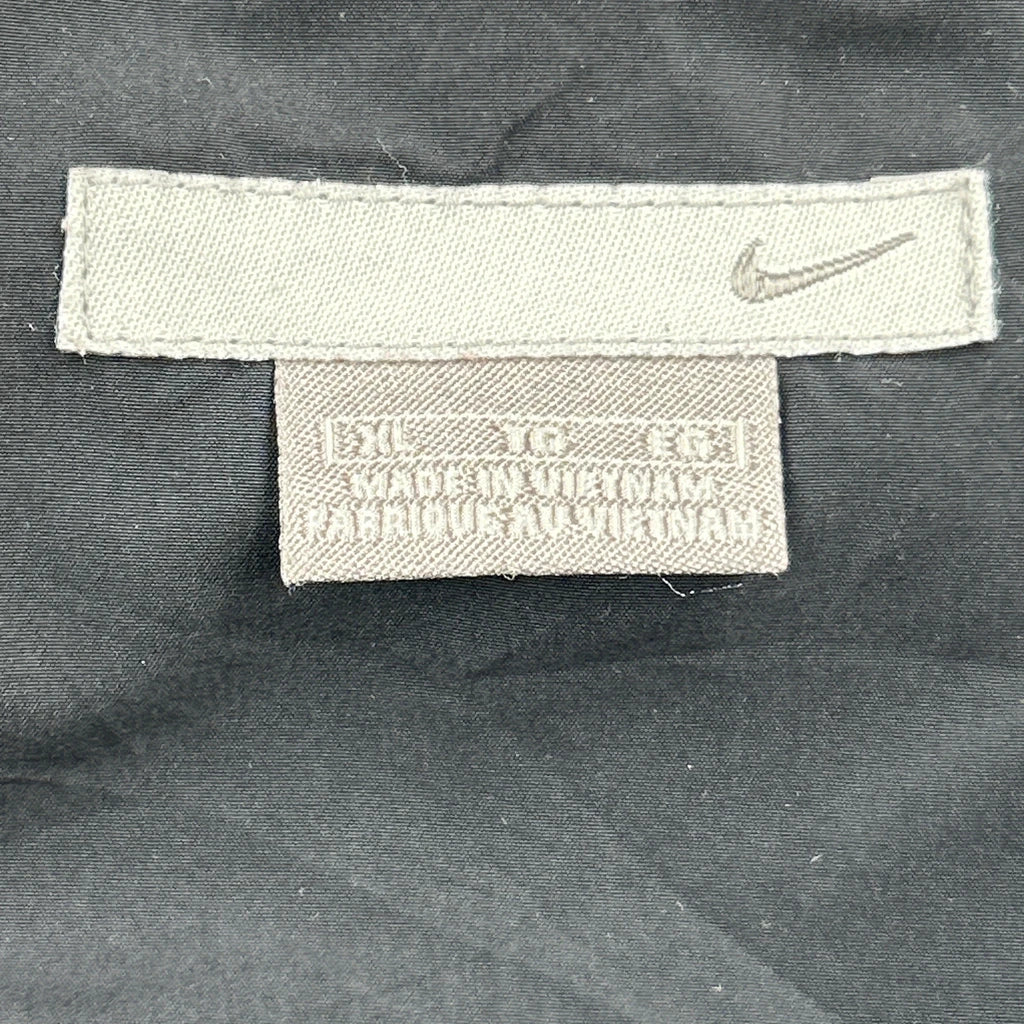 XL TG EG
MADE IN VIETNAM
FABRIQUE AU VIETNAM